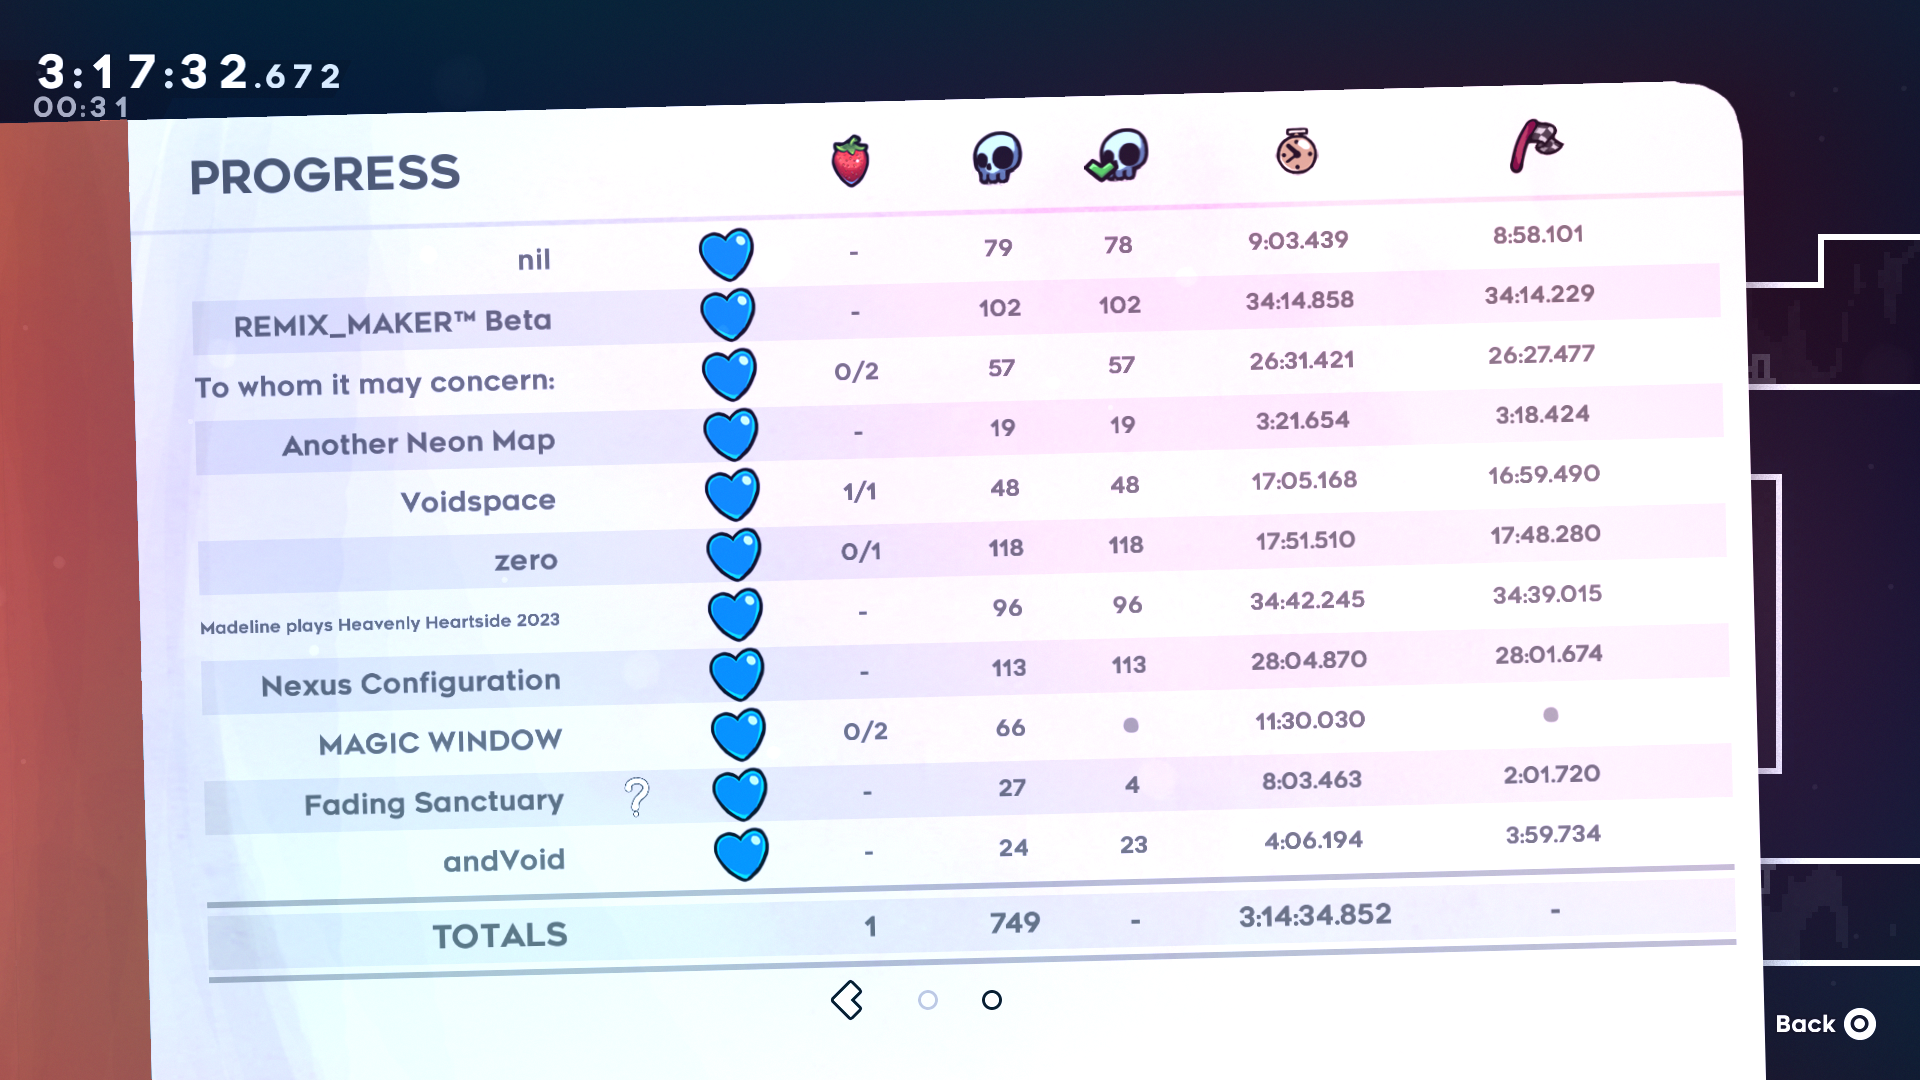 3:17:32.672
00:31
PROGRESS
nil - 79 78 9:03.439 8:58.101
REMIX_MAKER™ Beta - 102 102 34:14.858 34:14.229
To whom it may concern: 0/2 57 57 26:31.421 26:27.477
Another Neon Map - 19 19 3:21.654 3:18.424
Voidspace 1/1 48 48 17:05.168 16:59.490
zero 0/1 118 118 17:51.510 17:48.280
Madeline plays Heavenly Heartside 2023 - 96 96 34:42.245 34:39.015
Nexus Configuration - 113 113 28:04.870 28:01.674
MAGIC WINDOW 0/2 66 11:30.030
Fading Sanctuary ? - 27 4 8:03.463 2:01.720
andVoid - 24 23 4:06.194 3:59.734
TOTALS 1 749 - 3:14:34.852 -
Back